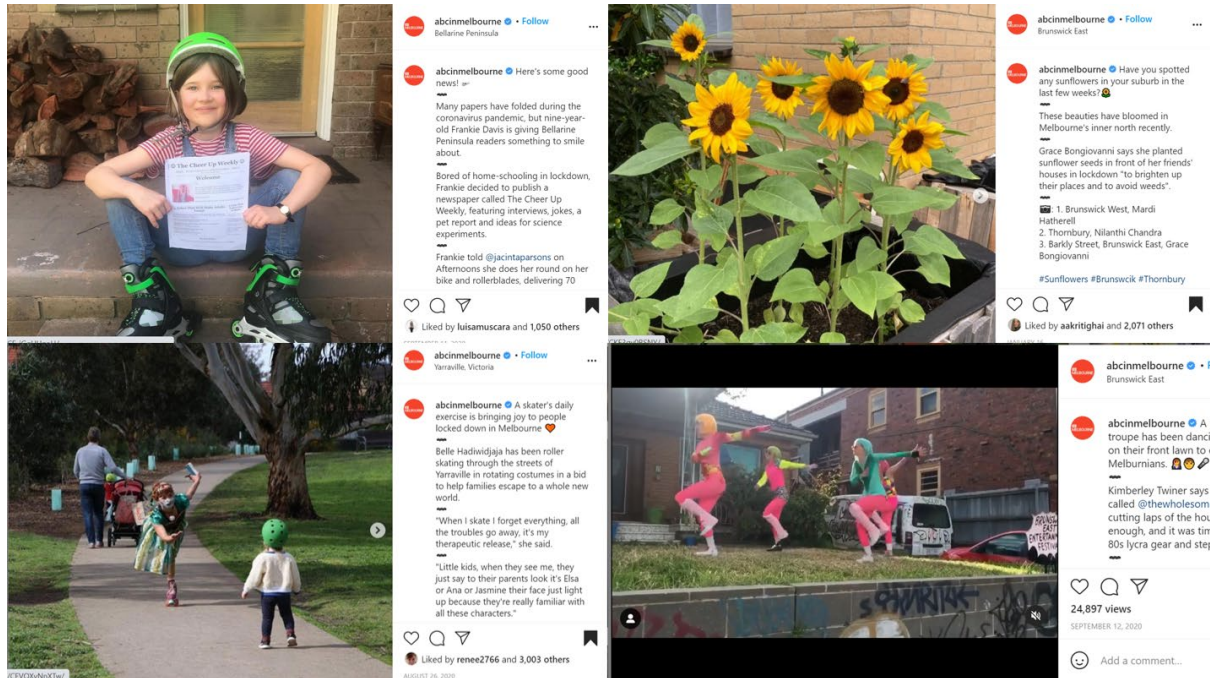 abcinmelbourne • Follow
Bellarine Peninsula
abcinmelbourne Here's some good
news!
Many papers have folded during the
coronavirus pandemic, but nine-year-
old Frankie Davis is giving Bellarine
Peninsula readers something to smile
about.
Bored of home-schooling in lockdown,
Frankie decided to publish a
newspaper called The Cheer Up
Weekly, featuring interviews, jokes, a
pet report and ideas for science
experiments.
Frankie told @jacintaparsons on
Afternoons she does her round on her
bike and rollerblades, delivering 70
Liked by luisamuscara and 1,050 others
The Cheer Up Weekly
Welcome
abcinmelbourne • Follow
Brunswick East
abcinmelbourne Have you spotted
any sunflowers in your suburb in the
last few weeks?
These beauties have bloomed in
Melbourne's inner north recently.
Grace Bongiovanni says she planted
sunflower seeds in front of her friends'
houses in lockdown "to brighten up
their places and to avoid weeds".
: 1. Brunswick West, Mardi
Hatherell
2. Thornbury, Nilanthi Chandra
3. Barkly Street, Brunswick East, Grace
Bongiovanni
#Sunflowers #Brunswcik #Thornbury
Liked by aakritighai and 2,071 others
abcinmelbourne • Follow
Yarraville, Victoria
abcinmelbourne A skater's daily
exercise is bringing joy to people
locked down in Melbourne
Belle Hadiwidjaja has been roller
skating through the streets of
Yarraville in rotating costumes in a bid
to help families escape to a whole new
world.
"When I skate I forget everything, all
the troubles go away, it's my
therapeutic release," she said.
"Little kids, when they see me, they
just say to their parents look it's Elsa
or Ana or Jasmine their face just light
up because they're really familiar with
all these characters."
Liked by renee2766 and 3,003 others
AUGUST 26, 2020
abcinmelbourne •
Brunswick East
abcinmelbourne A
troupe has been danci
on their front lawn to
Melburnians.
Kimberley Twiner says
called @thewholesom
cutting laps of the hou
enough, and it was tim
80s lycra gear and step
24,897 views
SEPTEMBER 12, 2020
Add a comment...